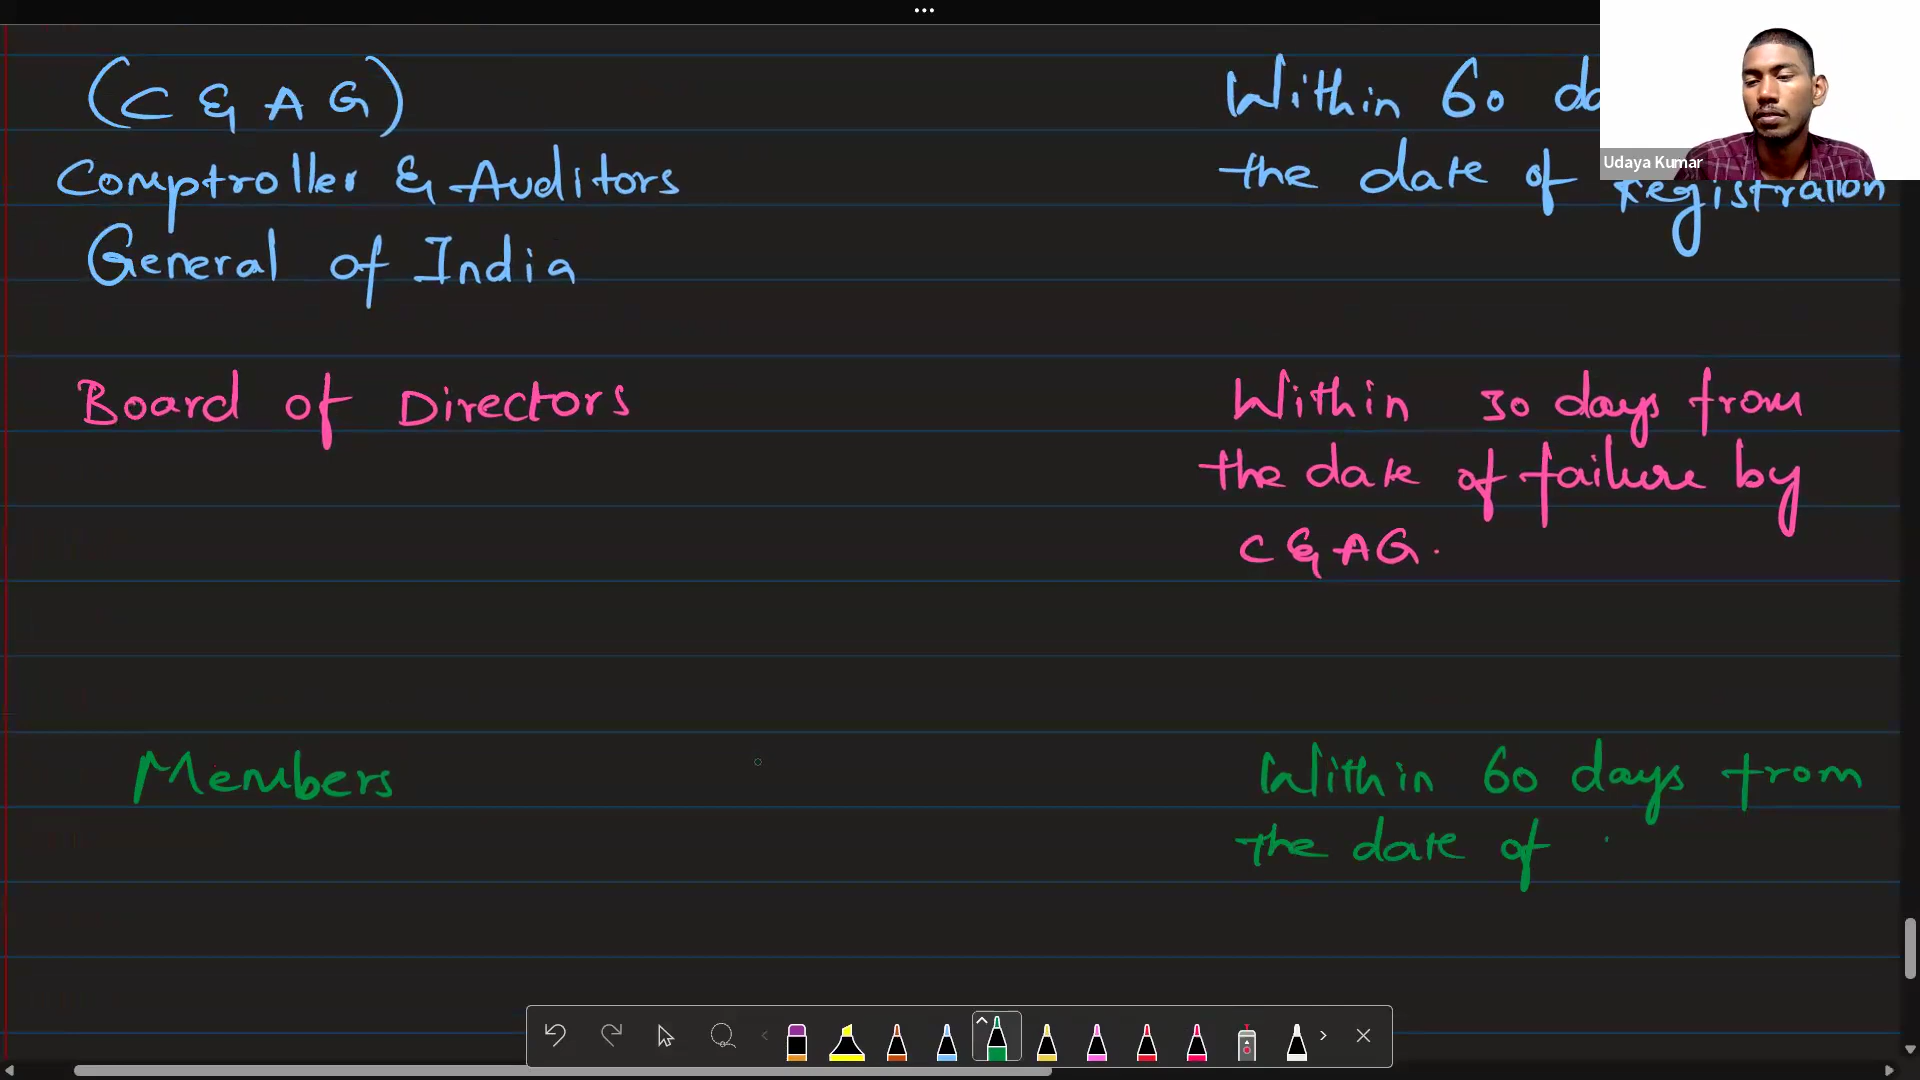 (C & A G)
Comptroller & Auditors
General of India
Within 60
the date of Registration
Udaya Kumar
Board of Directors
Within 30 days from
the date of failure by
C & A G.
Members
Within 60 days from
the date of